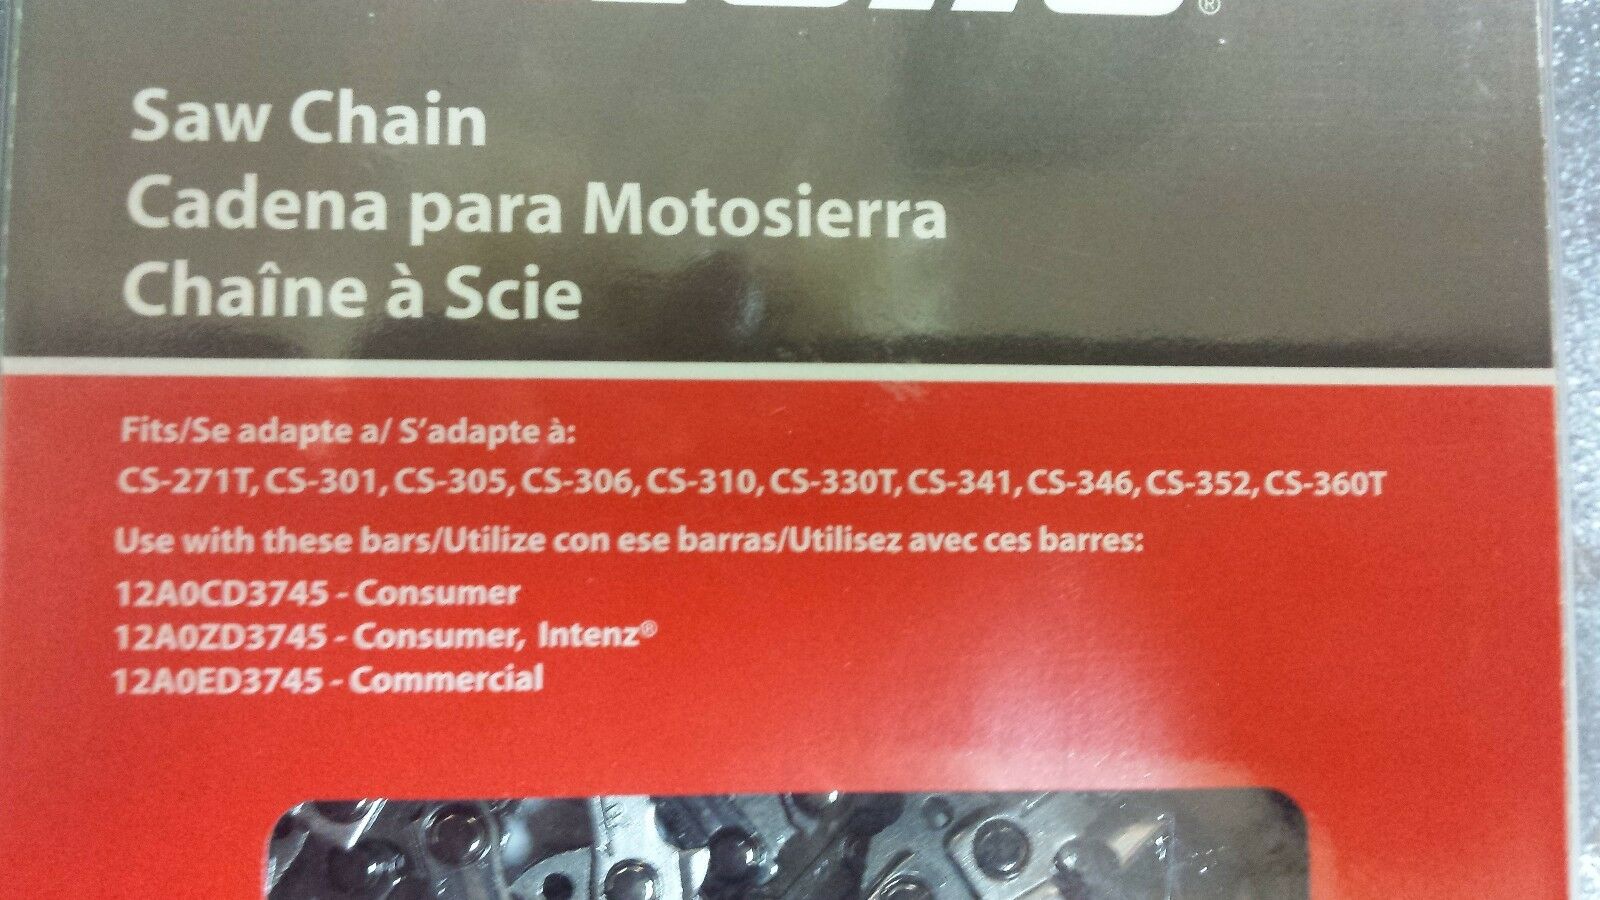 ®
Saw Chain
Cadena para Motosierra
Chaîne à Scie
Fits/Se adapte a/ S'adapte à:
CS-271T, CS-301, CS-305, CS-306, CS-310, CS-330T, CS-341, CS-346, CS-352, CS-360T
Use with these bars/Utilize con ese barras/Utilisez avec ces barres:
12A0CD3745 - Consumer
12A0ZD3745 - Consumer, Intenz®
12A0ED3745 - Commercial